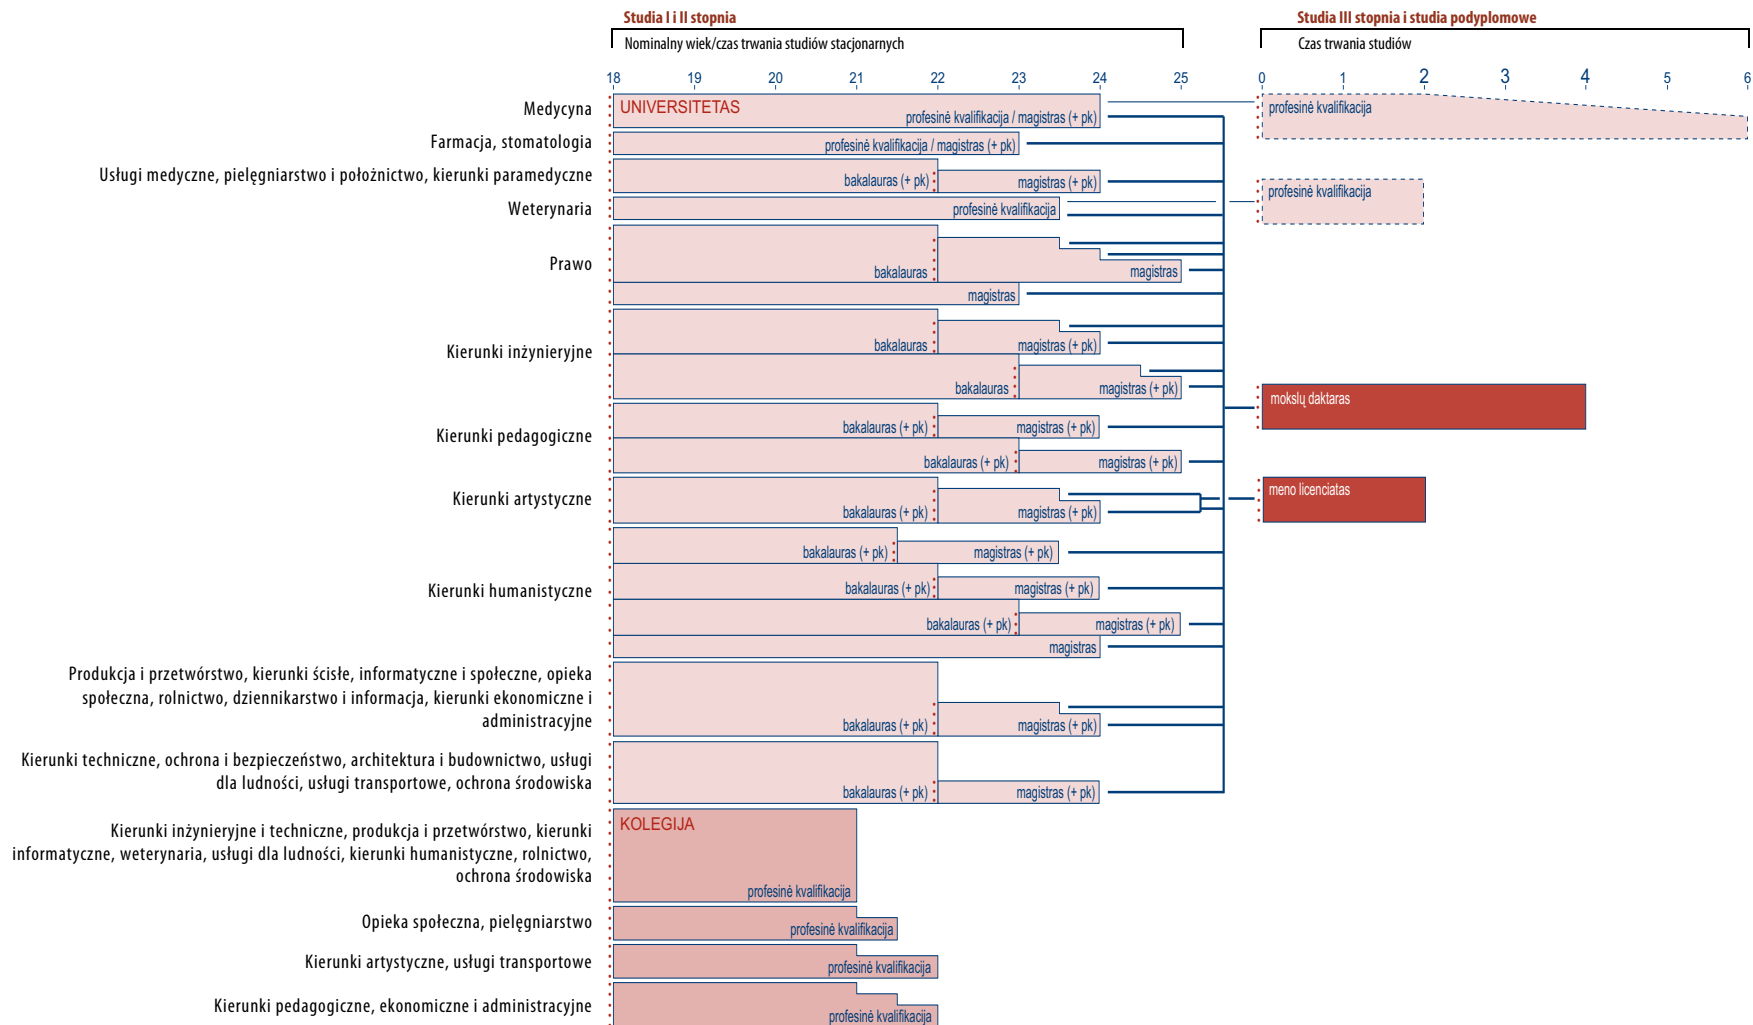 Studia I i II stopnia
Studia III stopnia i studia podyplomowe
Nominalny wiek/czas trwania studiów stacjonarnych
Czas trwania studiów
18 19 20 21 22 23 24 25
0 1 2 3 4 5 6
Medycyna
UNIVERSITETAS
profesinė kvalifikacija / magistras (+ pk)
profesinė kvalifikacija
Farmacja, stomatologia
profesinė kvalifikacija / magistras (+ pk)
Usługi medyczne, pielęgniarstwo i położnictwo, kierunki paramedyczne
bakalauras (+ pk) magistras (+ pk)
Weterynaria
profesinė kvalifikacija
profesinė kvalifikacija
Prawo
bakalauras magistras
magistras
Kierunki inżynieryjne
bakalauras magistras (+ pk)
bakalauras magistras (+ pk)
mokslų daktaras
Kierunki pedagogiczne
bakalauras (+ pk) magistras (+ pk)
bakalauras (+ pk) magistras (+ pk)
Kierunki artystyczne
bakalauras (+ pk) magistras (+ pk)
meno licenciatas
Kierunki humanistyczne
bakalauras (+ pk) magistras (+ pk)
bakalauras (+ pk) magistras (+ pk)
bakalauras (+ pk) magistras (+ pk)
magistras
Produkcja i przetwórstwo, kierunki ścisłe, informatyczne i społeczne, opieka
społeczna, rolnictwo, dziennikarstwo i informacja, kierunki ekonomiczne i
administracyjne
bakalauras (+ pk) magistras (+ pk)
Kierunki techniczne, ochrona i bezpieczeństwo, architektura i budownictwo, usługi
dla ludności, usługi transportowe, ochrona środowiska
bakalauras (+ pk) magistras (+ pk)
KOLEGIJA
Kierunki inżynieryjne i techniczne, produkcja i przetwórstwo, kierunki
informatyczne, weterynaria, usługi dla ludności, kierunki humanistyczne, rolnictwo,
ochrona środowiska
profesinė kvalifikacija
Opieka społeczna, pielęgniarstwo
profesinė kvalifikacija
Kierunki artystyczne, usługi transportowe
profesinė kvalifikacija
Kierunki pedagogiczne, ekonomiczne i administracyjne
profesinė kvalifikacija